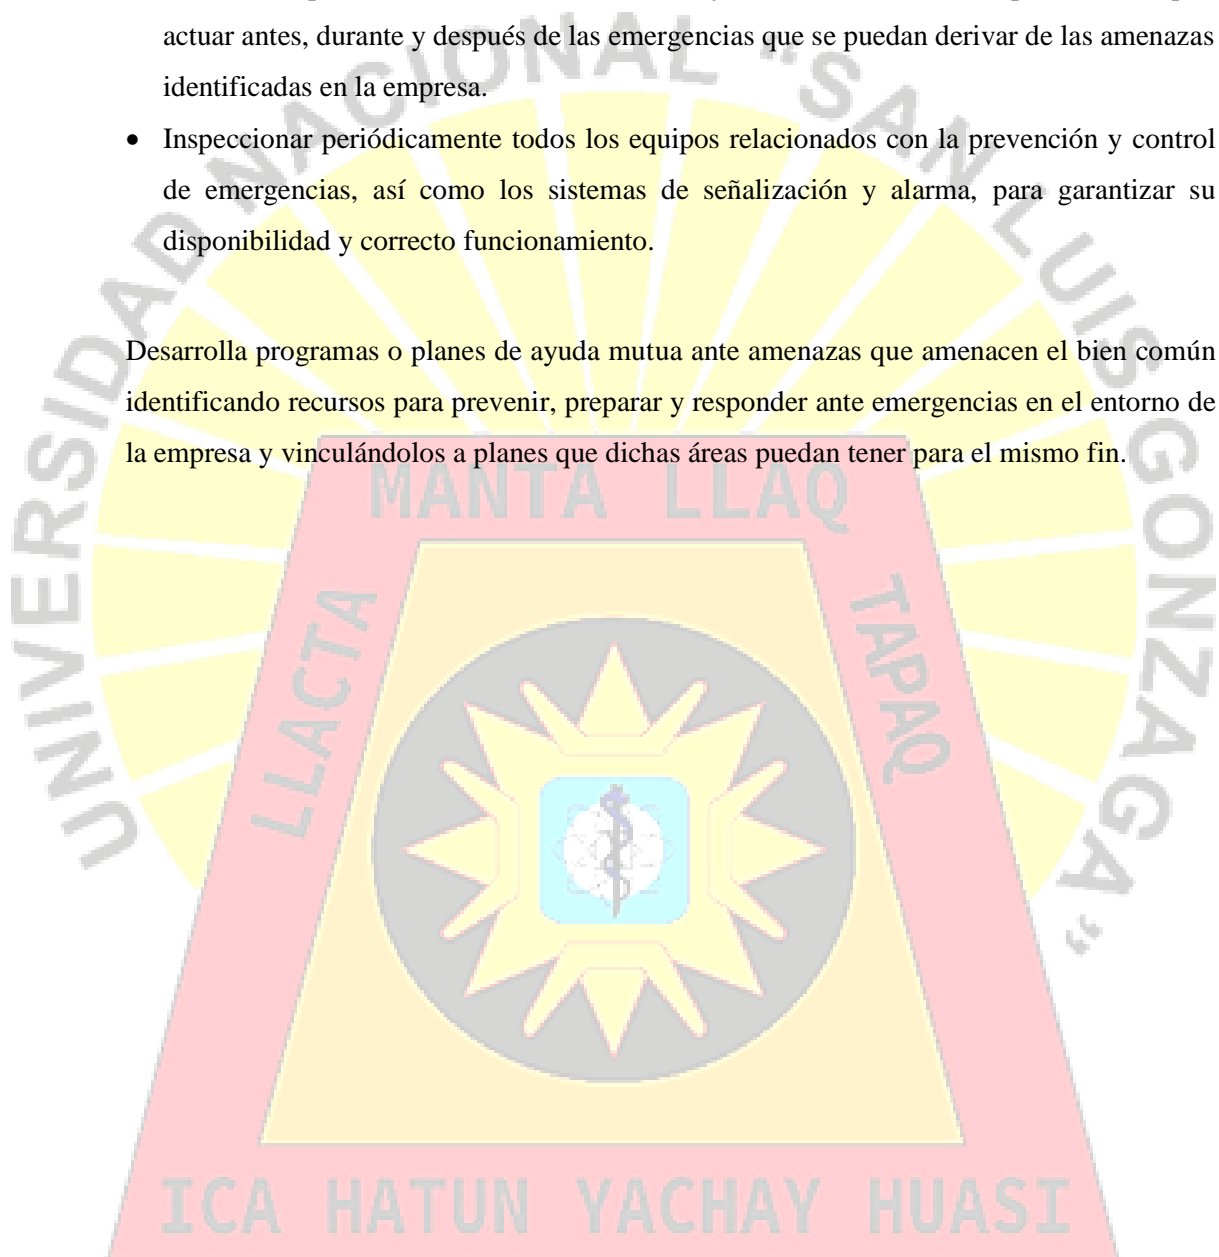 actuar antes, durante y después de las emergencias que se puedan derivar de las amenazas
identificadas en la empresa.
• Inspeccionar periódicamente todos los equipos relacionados con la prevención y control
de emergencias, así como los sistemas de señalización y alarma, para garantizar su
disponibilidad y correcto funcionamiento.
Desarrolla programas o planes de ayuda mutua ante amenazas que amenacen el bien común
identificando recursos para prevenir, preparar y responder ante emergencias en el entorno de
la empresa y vinculándolos a planes que dichas áreas puedan tener para el mismo fin.
UNIVERSIDAD NACIONAL “SAN LUIS GONZAGA”
LLACTA
MANTA LLAQ
TAPAQ
ICA HATUN YACHAY HUASI